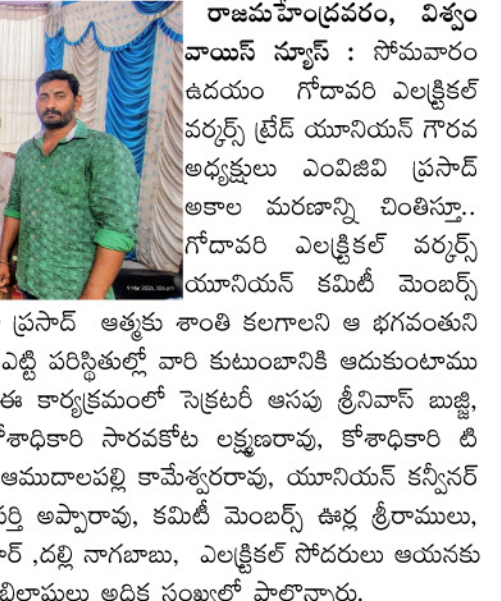 రాజమహేంద్రవరం, విశ్వం
వాయిస్ న్యూస్ : సోమవారం
ఉదయం గోదావరి ఎలక్ట్రికల్
వర్కర్స్ ట్రేడ్ యూనియన్ గౌరవ
అధ్యక్షులు ఎంవిజివి ప్రసాద్
అకాల మరణాన్ని చింతిస్తూ..
గోదావరి ఎలక్ట్రికల్ వర్కర్స్
యూనియన్ కమిటీ మెంబర్స్
ప్రసాద్ ఆత్మకు శాంతి కలగాలని ఆ భగవంతుని
ఎట్టి పరిస్థితుల్లో వారి కుటుంబానికి ఆదుకుంటాము
ఈ కార్యక్రమంలో సెక్రటరీ ఆసపు శ్రీనివాస్ బుజ్జి,
శాధికారి సారవకోట లక్ష్మణరావు, కోశాధికారి టి
ఆముదాలపల్లి కామేశ్వరరావు, యూనియన్ కన్వీనర్
పర్తి అప్పారావు, కమిటీ మెంబర్స్ ఊర్ల శ్రీరాములు,
ర్ ,దల్లి నాగబాబు, ఎలక్ట్రికల్ సోదరులు ఆయనకు
భిలాషులు అధిక సంఖ్యలో పాల్గొన్నారు.